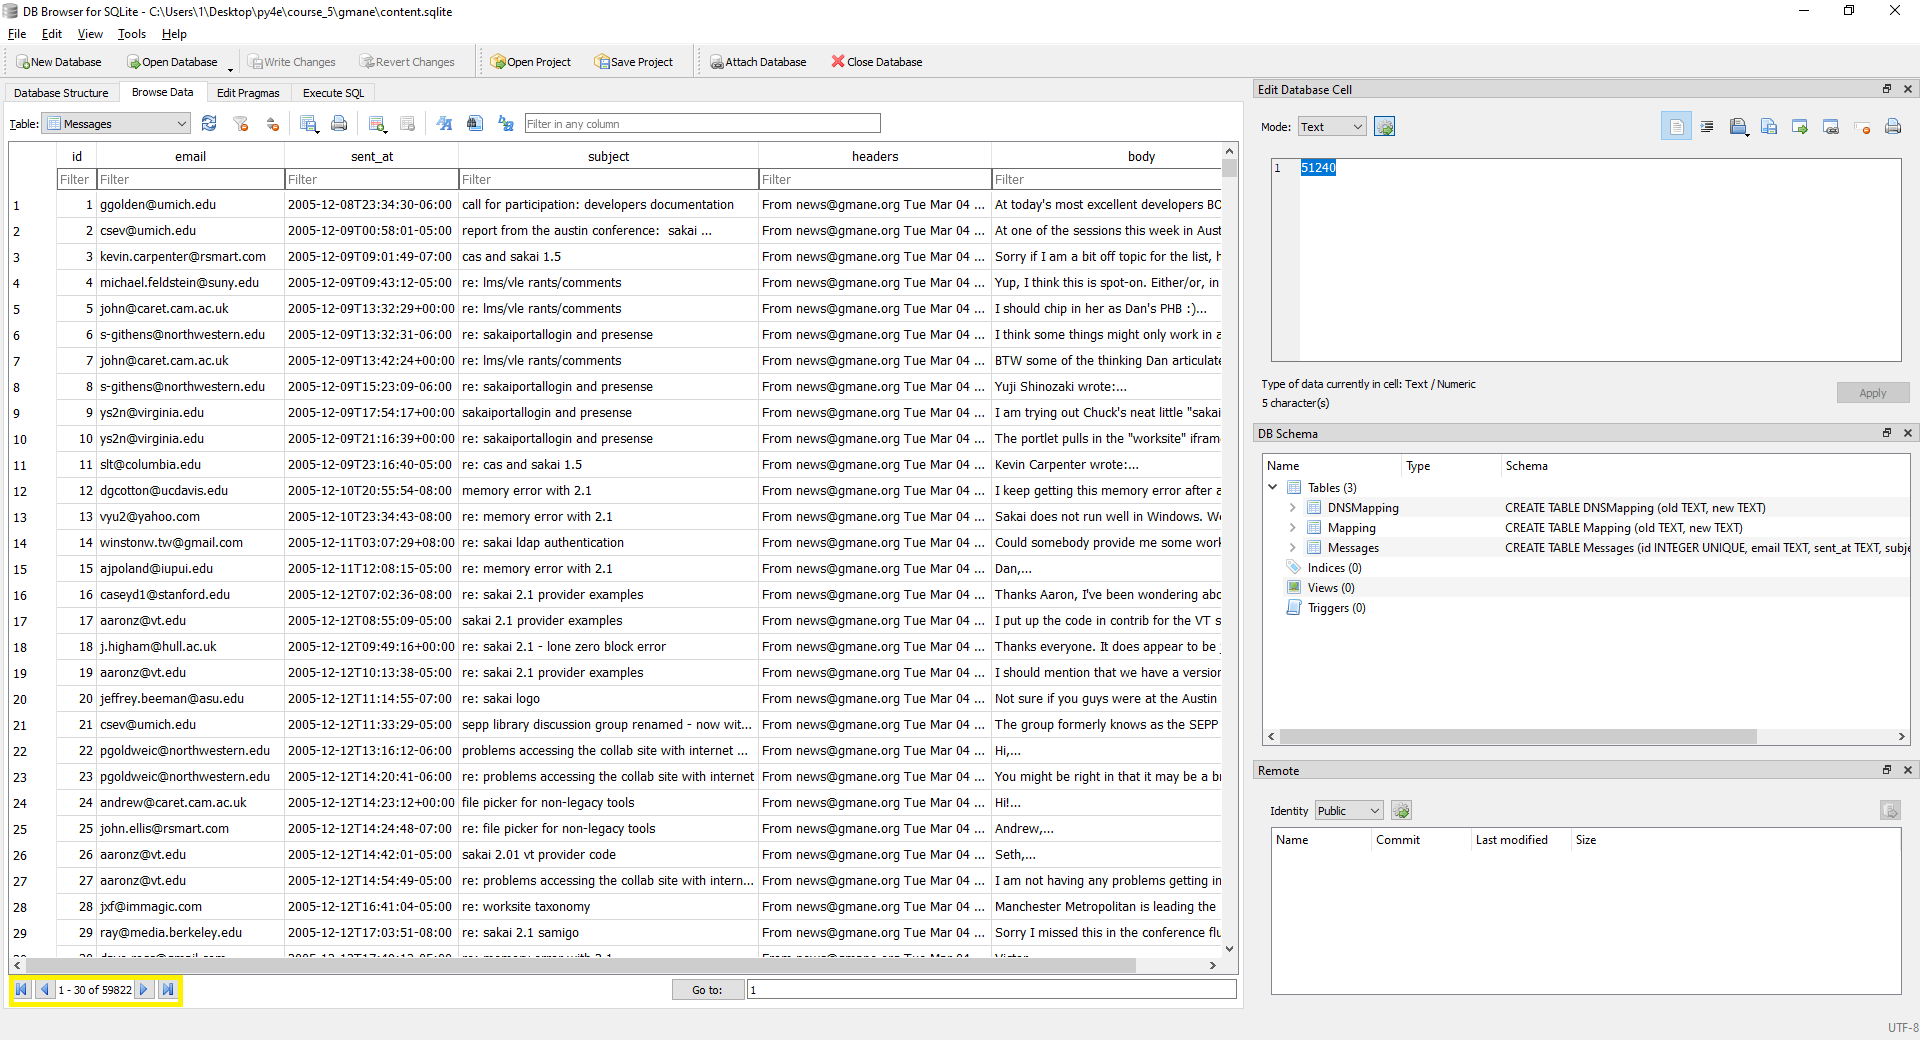 DB Browser for SQLite - C:\Users\1\Desktop\py4e\course_5\gmane\content.sqlite
File Edit View Tools Help
New Database Open Database Write Changes Revert Changes Open Project Save Project Attach Database Close Database
Database Structure Browse Data Edit Pragmas Execute SQL
Table: Messages Filter in any column
id email sent_at subject headers body
Filter Filter Filter Filter Filter Filter
1 1 ggolden@umich.edu 2005-12-08T23:34:30-06:00 call for participation: developers documentation From news@gmane.org Tue Mar 04 ... At today's most excellent developers BO
2 2 csev@umich.edu 2005-12-09T00:58:01-05:00 report from the austin conference: sakai ... From news@gmane.org Tue Mar 04 ... At one of the sessions this week in Aust
3 3 kevin.carpenter@rsmart.com 2005-12-09T09:01:49-07:00 cas and sakai 1.5 From news@gmane.org Tue Mar 04 ... Sorry if I am a bit off topic for the list, h
4 4 michael.feldstein@suny.edu 2005-12-09T09:43:12-05:00 re: lms/vle rants/comments From news@gmane.org Tue Mar 04 ... Yup, I think this is spot-on. Either/or, in
5 5 john@caret.cam.ac.uk 2005-12-09T13:32:29+00:00 re: lms/vle rants/comments From news@gmane.org Tue Mar 04 ... I should chip in her as Dan's PHB :)...
6 6 s-githens@northwestern.edu 2005-12-09T13:32:31-06:00 re: sakaiportallogin and presense From news@gmane.org Tue Mar 04 ... I think some things might only work in a
7 7 john@caret.cam.ac.uk 2005-12-09T13:42:24+00:00 re: lms/vle rants/comments From news@gmane.org Tue Mar 04 ... BTW some of the thinking Dan articulate
8 8 s-githens@northwestern.edu 2005-12-09T15:23:09-06:00 re: sakaiportallogin and presense From news@gmane.org Tue Mar 04 ... Yuji Shinozaki wrote:...
9 9 ys2n@virginia.edu 2005-12-09T17:54:17+00:00 sakaiportallogin and presense From news@gmane.org Tue Mar 04 ... I am trying out Chuck's neat little "sakai
10 10 ys2n@virginia.edu 2005-12-09T21:16:39+00:00 re: sakaiportallogin and presense From news@gmane.org Tue Mar 04 ... The portlet pulls in the "worksite" ifram
11 11 slt@columbia.edu 2005-12-09T23:16:40-05:00 re: cas and sakai 1.5 From news@gmane.org Tue Mar 04 ... Kevin Carpenter wrote:...
12 12 dgcotton@ucdavis.edu 2005-12-10T20:55:54-08:00 memory error with 2.1 From news@gmane.org Tue Mar 04 ... I keep getting this memory error after a
13 13 vyu2@yahoo.com 2005-12-10T23:34:43-08:00 re: memory error with 2.1 From news@gmane.org Tue Mar 04 ... Sakai does not run well in Windows. We
14 14 winstonw.tw@gmail.com 2005-12-11T03:07:29+08:00 re: sakai ldap authentication From news@gmane.org Tue Mar 04 ... Could somebody provide me some work
15 15 ajpoland@iupui.edu 2005-12-11T12:08:15-05:00 re: memory error with 2.1 From news@gmane.org Tue Mar 04 ... Dan,...
16 16 caseyd1@stanford.edu 2005-12-12T07:02:36-08:00 re: sakai 2.1 provider examples From news@gmane.org Tue Mar 04 ... Thanks Aaron, I've been wondering abo
17 17 aaronz@vt.edu 2005-12-12T08:55:09-05:00 sakai 2.1 provider examples From news@gmane.org Tue Mar 04 ... I put up the code in contrib for the VT s
18 18 j.higham@hull.ac.uk 2005-12-12T09:49:16+00:00 re: sakai 2.1 - lone zero block error From news@gmane.org Tue Mar 04 ... Thanks everyone. It does appear to be
19 19 aaronz@vt.edu 2005-12-12T10:13:38-05:00 re: sakai 2.1 provider examples From news@gmane.org Tue Mar 04 ... I should mention that we have a version
20 20 jeffrey.beeman@asu.edu 2005-12-12T11:14:55-07:00 re: sakai logo From news@gmane.org Tue Mar 04 ... Not sure if you guys were at the Austin
21 21 csev@umich.edu 2005-12-12T11:33:29-05:00 sepp library discussion group renamed - now wit... From news@gmane.org Tue Mar 04 ... The group formerly knows as the SEPP
22 22 pgoldweic@northwestern.edu 2005-12-12T13:16:12-06:00 problems accessing the collab site with internet ... From news@gmane.org Tue Mar 04 ... Hi,...
23 23 pgoldweic@northwestern.edu 2005-12-12T14:20:41-06:00 re: problems accessing the collab site with internet From news@gmane.org Tue Mar 04 ... You might be right in that it may be a br
24 24 andrew@caret.cam.ac.uk 2005-12-12T14:23:12+00:00 file picker for non-legacy tools From news@gmane.org Tue Mar 04 ... Hi!...
25 25 john.ellis@rsmart.com 2005-12-12T14:24:48-07:00 re: file picker for non-legacy tools From news@gmane.org Tue Mar 04 ... Andrew,...
26 26 aaronz@vt.edu 2005-12-12T14:42:01-05:00 sakai 2.01 vt provider code From news@gmane.org Tue Mar 04 ... Seth,...
27 27 aaronz@vt.edu 2005-12-12T14:54:49-05:00 re: problems accessing the collab site with intern... From news@gmane.org Tue Mar 04 ... I am not having any problems getting in
28 28 jxf@immagic.com 2005-12-12T16:41:04-05:00 re: worksite taxonomy From news@gmane.org Tue Mar 04 ... Manchester Metropolitan is leading the
29 29 ray@media.berkeley.edu 2005-12-12T17:03:51-08:00 re: sakai 2.1 samigo From news@gmane.org Tue Mar 04 ... Sorry I missed this in the conference flu
1 - 30 of 59822 Go to: 1
Edit Database Cell
Mode: Text
1 51240
Type of data currently in cell: Text / Numeric
5 character(s)
Apply
DB Schema
Name Type Schema
Tables (3)
DNSMapping CREATE TABLE DNSMapping (old TEXT, new TEXT)
Mapping CREATE TABLE Mapping (old TEXT, new TEXT)
Messages CREATE TABLE Messages (id INTEGER UNIQUE, email TEXT, sent_at TEXT, subje
Indices (0)
Views (0)
Triggers (0)
Remote
Identity Public
Name Commit Last modified Size
UTF-8